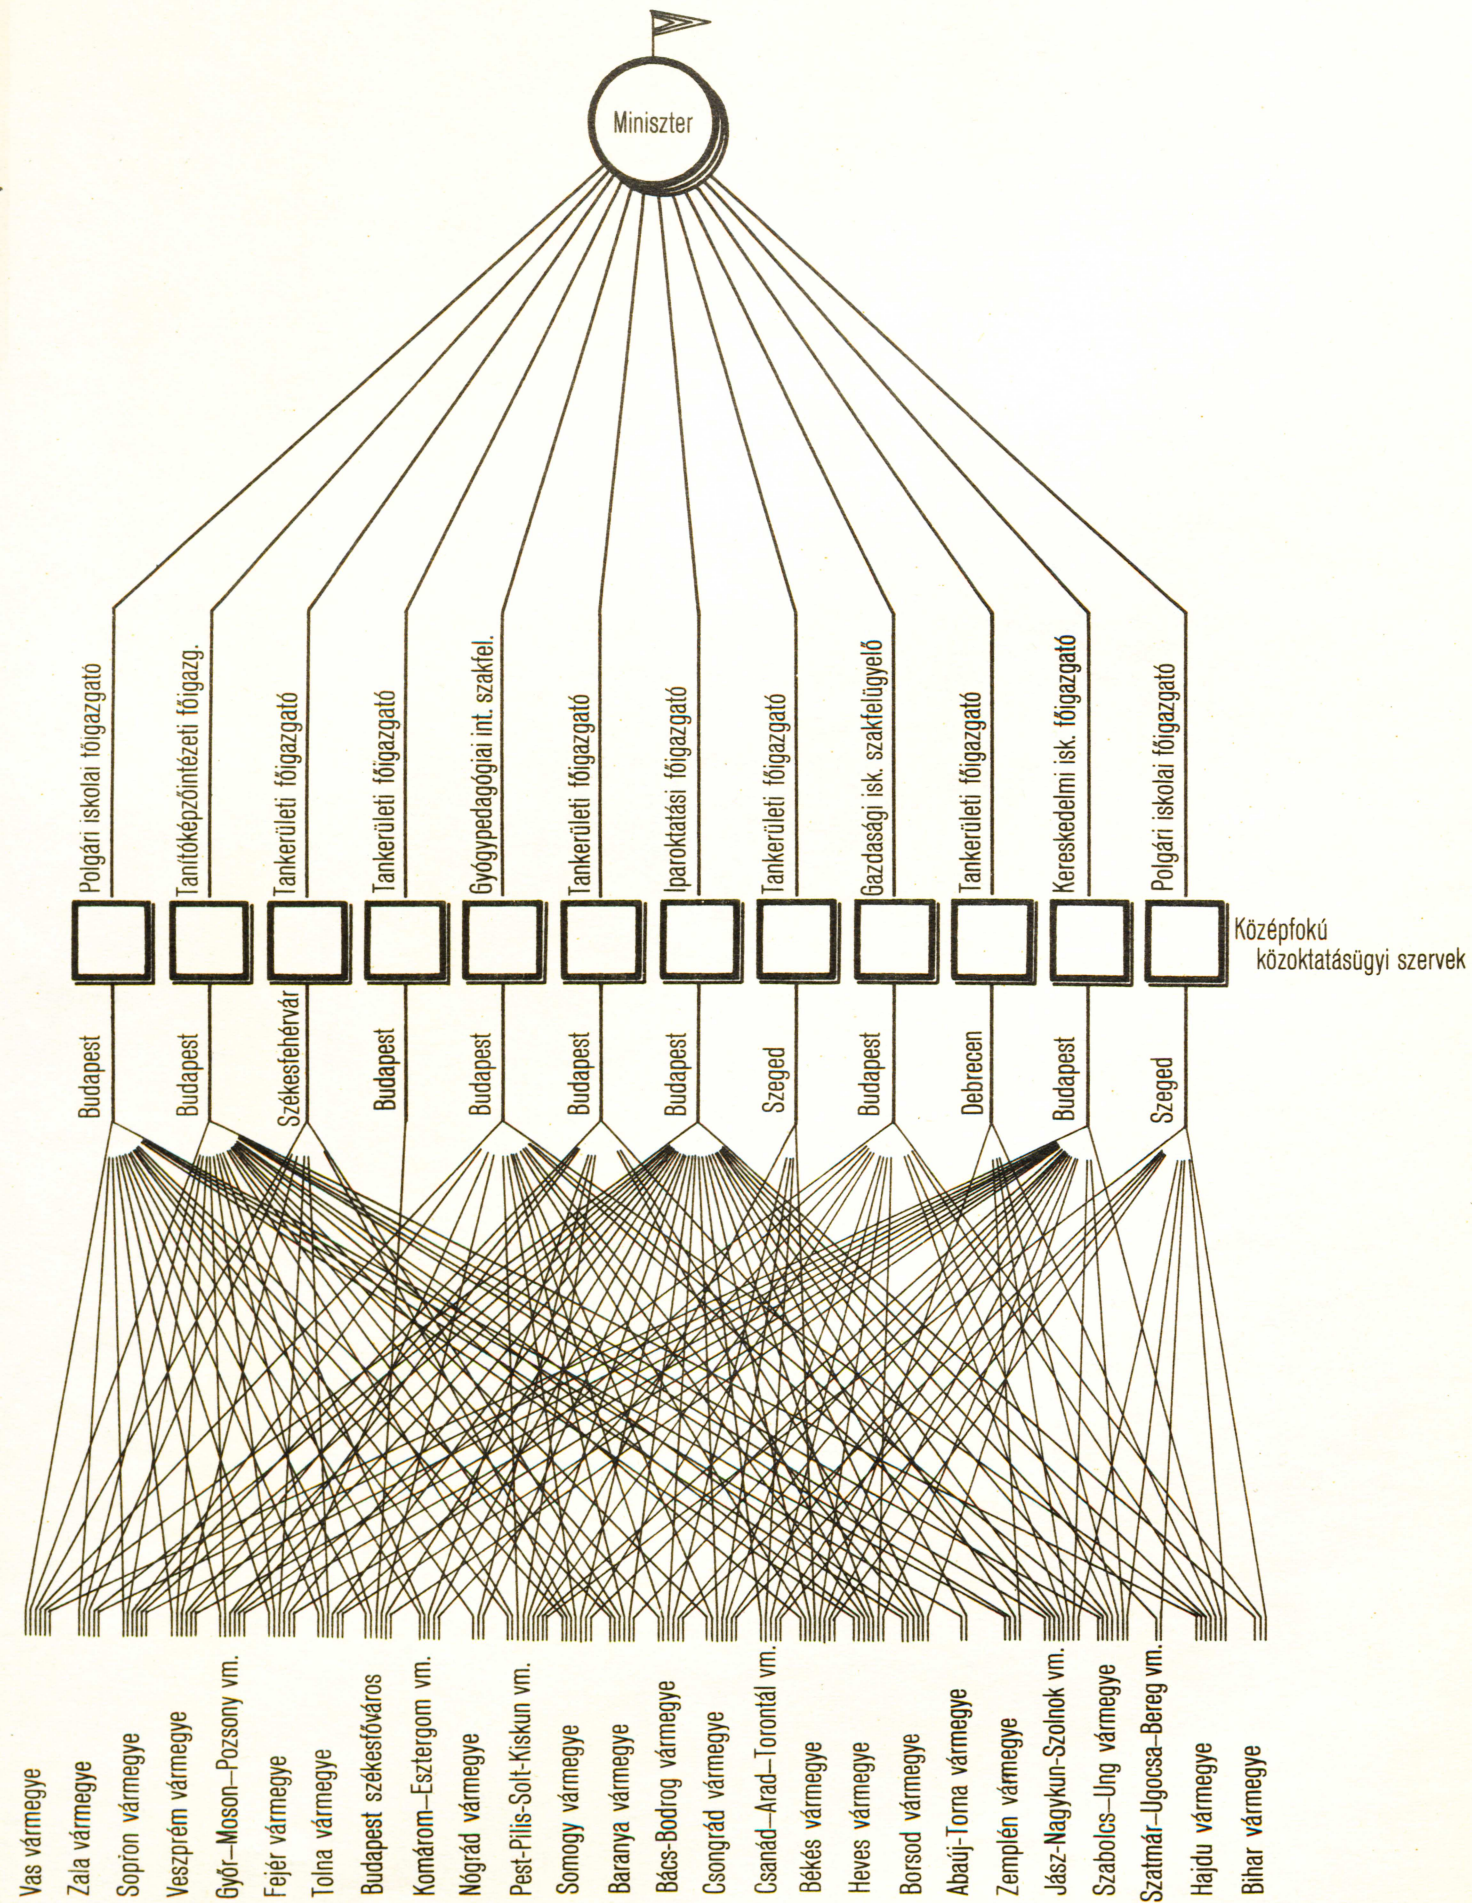 Miniszter
Polgári iskolai főigazgató
Tanítóképzőintézeti főigazg.
Tankerületi főigazgató
Tankerületi főigazgató
Gyógypedagógiai int. szakfel.
Tankerületi főigazgató
Iparoktatási főigazgató
Tankerületi főigazgató
Gazdasági isk. szakfelügyelő
Tankerületi főigazgató
Kereskedelmi isk. főigazgató
Polgári iskolai főigazgató
Középfokú
közoktatásügyi szervek
Budapest
Budapest
Székesfehérvár
Budapest
Budapest
Budapest
Budapest
Szeged
Budapest
Debrecen
Budapest
Szeged
Vas vármegye
Zala vármegye
Sopron vármegye
Veszprém vármegye
Győr–Moson–Pozsony vm.
Fejér vármegye
Tolna vármegye
Budapest székesfőváros
Komárom–Esztergom vm.
Nógrád vármegye
Pest-Pilis-Solt-Kiskun vm.
Somogy vármegye
Baranya vármegye
Bács-Bodrog vármegye
Csongrád vármegye
Csanád–Arad–Torontál vm.
Békés vármegye
Heves vármegye
Borsod vármegye
Abaúj-Torna vármegye
Zemplén vármegye
Jász-Nagykun-Szolnok vm.
Szabolcs–Ung vármegye
Szatmár–Ugocsa–Bereg vm.
Hajdu vármegye
Bihar vármegye